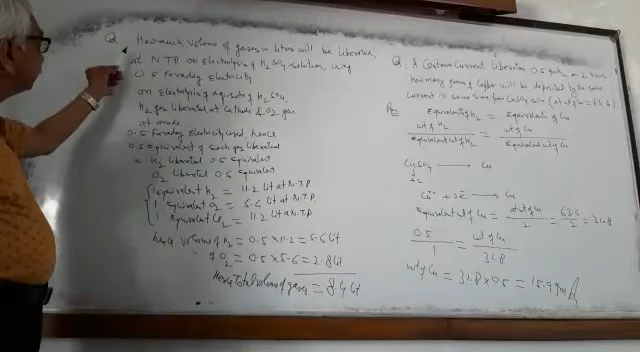 Q How much volume of gases in litres will be liberated,
at N.T.P on Electrolysis of H2SO4 solution, using
0.5 Faraday Electricity
on Electrolysis of Aq. soln of H2SO4,
H2 gas liberated at Cathode & O2 gas
at anode.
0.5 Faraday Electricity used, hence
0.5 equivalent of each gas liberated
H2 liberated 0.5 equivalent
O2 liberated 0.5 equivalent
1 equivalent H2 = 11.2 Lit at N.T.P
1 equivalent O2 = 5.6 Lit at N.T.P
1 equivalent Cl2 = 11.2 Lit at N.T.P
hence volume of H2 = 0.5 x 11.2 = 5.6 Lit
" of O2 = 0.5 x 5.6 = 2.8 Lit
Hence Total volume of gases = 8.4 Lit
Q. A Certain Current liberates 0.5 gm H2 in 2 hours
How many grams of Copper will be deposited by the same
current in same time from CuSO4 soln (at wt of Cu = 63.6)
Equivalent of H2 = Equivalents of Cu
wt of H2 / Equivalent wt of H2 = wt of Cu / Equivalent wt of Cu
CuSO4 → Cu
Cu++ + 2e- → Cu
Equivalent wt of Cu = at wt of Cu / 2 = 63.6 / 2 = 31.8
0.5 / 1 = wt of Cu / 31.8
wt of Cu = 31.8 x 0.5 = 15.9 gm